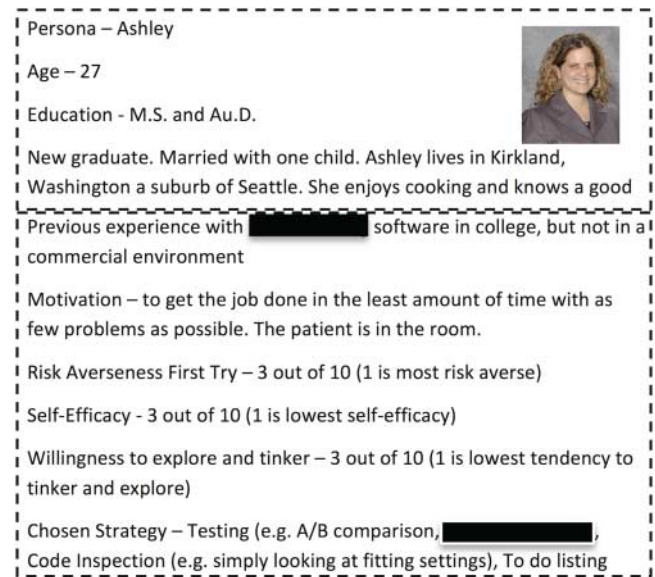 Persona – Ashley
Age – 27
Education - M.S. and Au.D.
New graduate. Married with one child. Ashley lives in Kirkland,
Washington a suburb of Seattle. She enjoys cooking and knows a good
Previous experience with software in college, but not in a
commercial environment
Motivation – to get the job done in the least amount of time with as
few problems as possible. The patient is in the room.
Risk Averseness First Try – 3 out of 10 (1 is most risk averse)
Self-Efficacy - 3 out of 10 (1 is lowest self-efficacy)
Willingness to explore and tinker – 3 out of 10 (1 is lowest tendency to
tinker and explore)
Chosen Strategy – Testing (e.g. A/B comparison, ,
Code Inspection (e.g. simply looking at fitting settings), To do listing